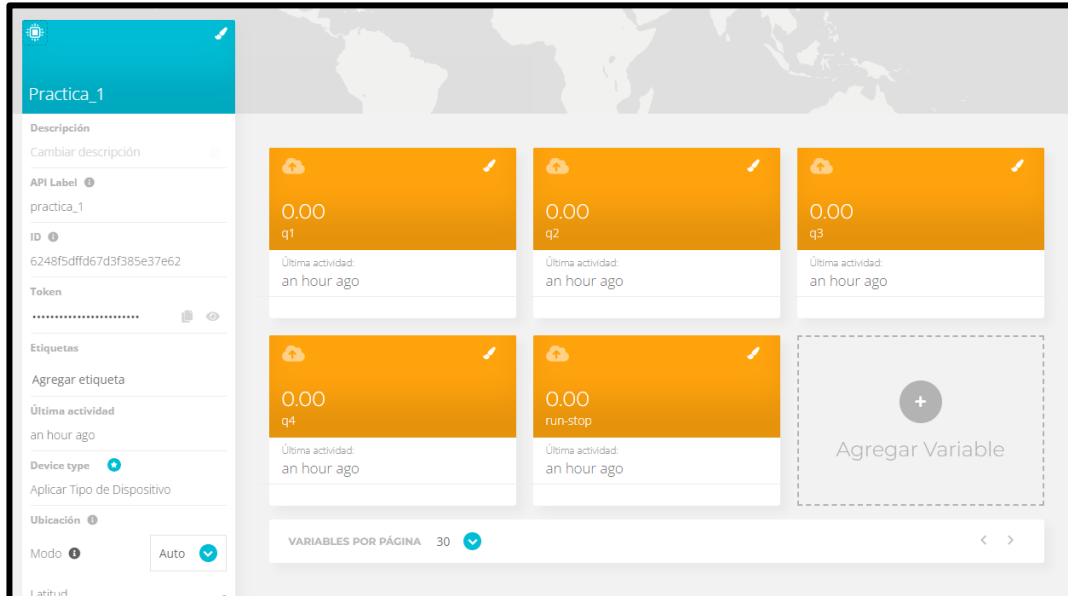 Practica_1
Descripción
Cambiar descripción
API Label
practica_1
ID
6248f5dffd67d3f385e37e62
Token
••••••••••••••••••••••••
Etiquetas
Agregar etiqueta
Última actividad
an hour ago
Device type
Aplicar Tipo de Dispositivo
Ubicación
Modo
Auto
Latitud
0.00
q1
Última actividad:
an hour ago
0.00
q2
Última actividad:
an hour ago
0.00
q3
Última actividad:
an hour ago
0.00
q4
Última actividad:
an hour ago
0.00
run-stop
Última actividad:
an hour ago
Agregar Variable
VARIABLES POR PÁGINA 30